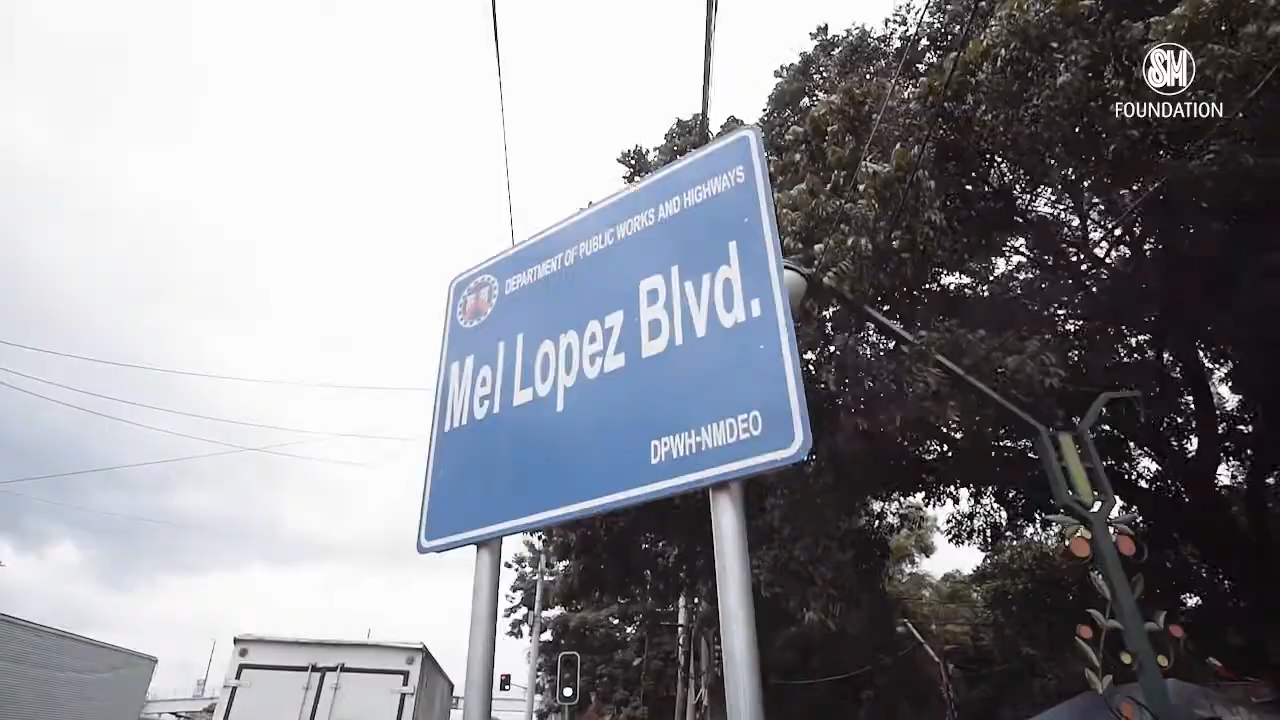 SM
FOUNDATION
DEPARTMENT OF PUBLIC WORKS AND HIGHWAYS
Mel Lopez Blvd.
DPWH-NMDEO